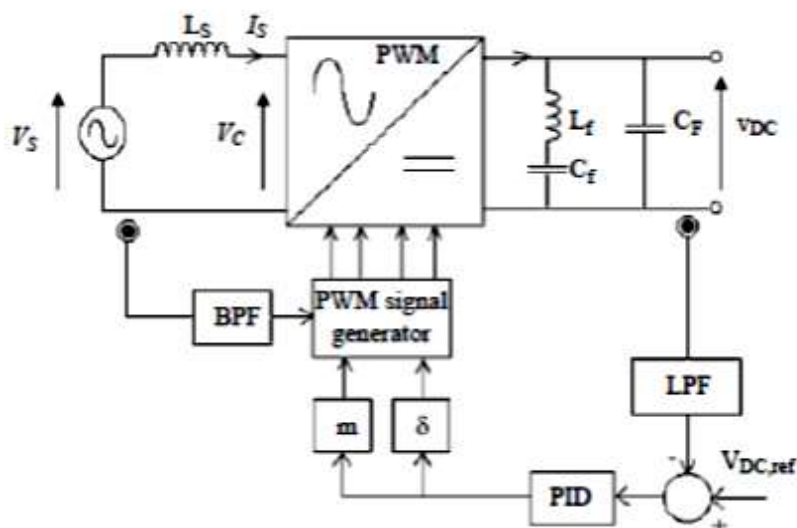 L_S I_S
PWM
V_S V_C L_f C_f C_F v_DC
BPF
PWM signal
generator
LPF
m δ
- V_DC,ref
PID
+